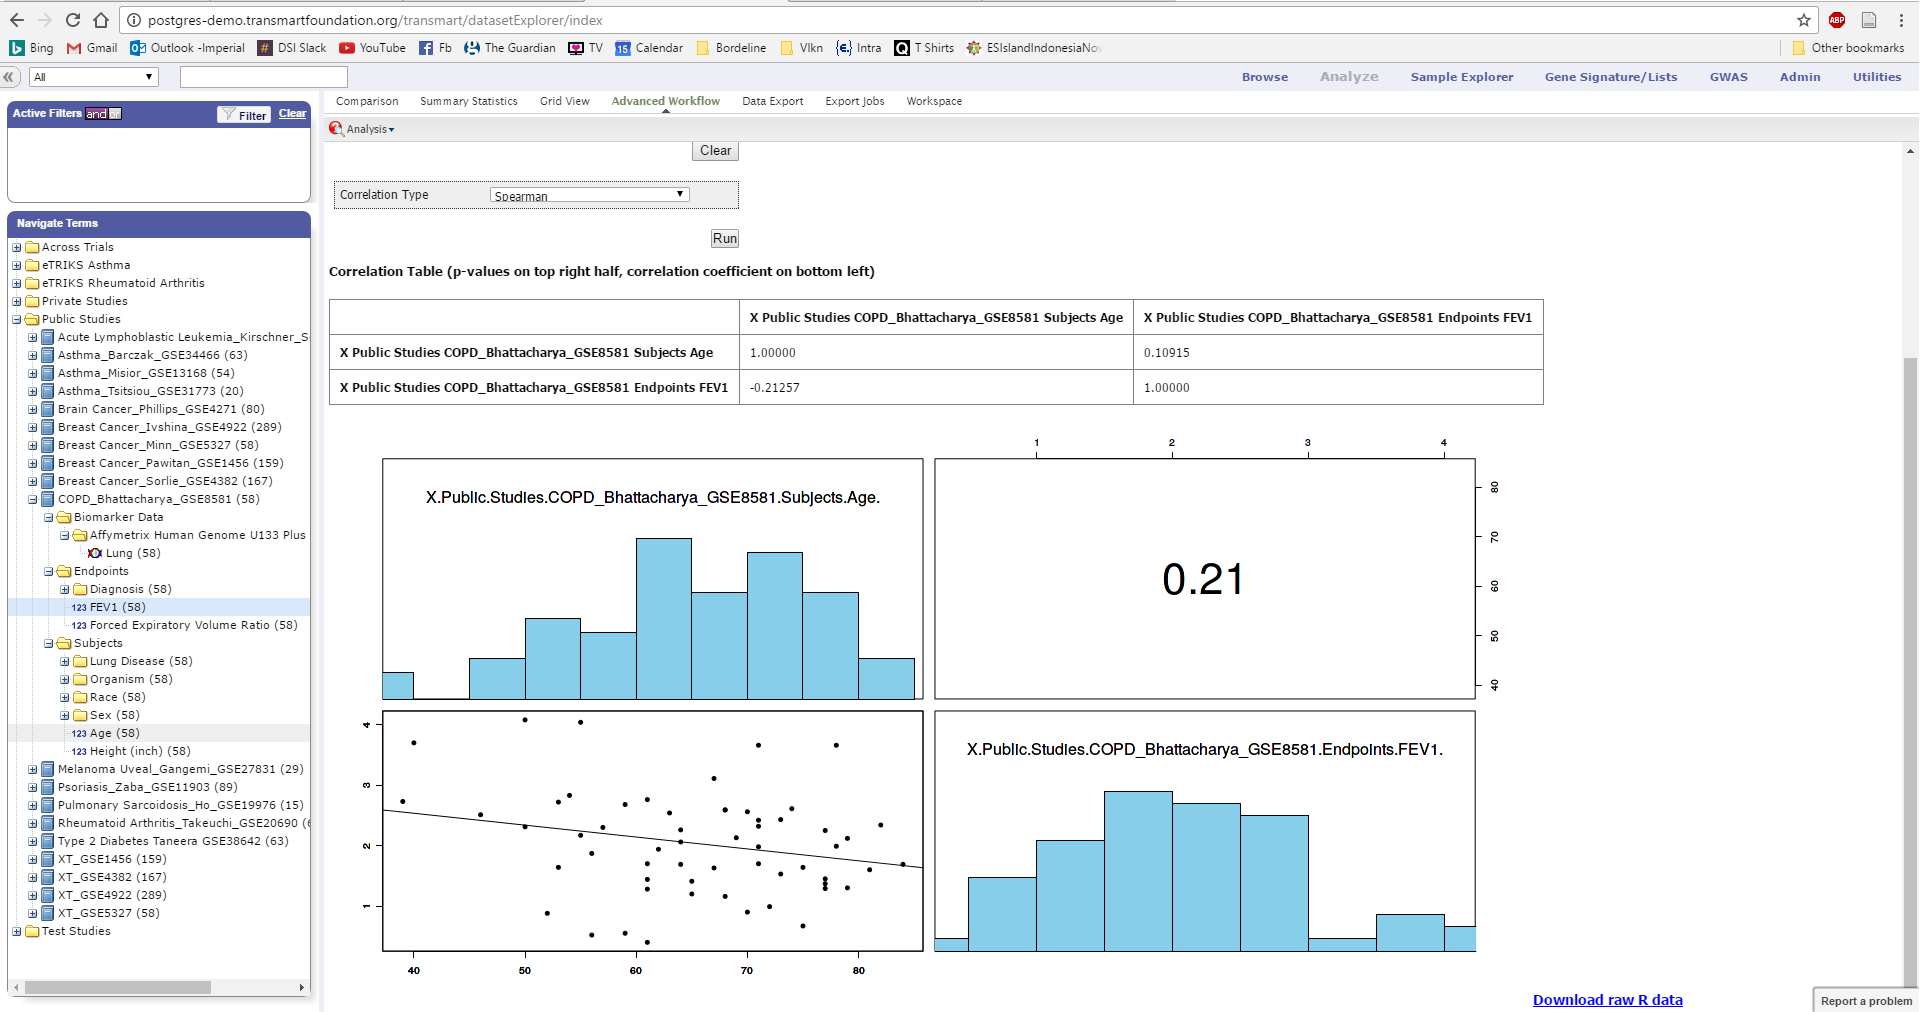 postgres-demo.transmartfoundation.org/transmart/datasetExplorer/index
ABP
Bing Gmail Outlook -Imperial DSI Slack YouTube Fb The Guardian TV 15 Calendar Bordeline Vlkn {e,} Intra Q T Shirts ESIslandIndonesiaNov Other bookmarks
All
Browse Analyze Sample Explorer Gene Signature/Lists GWAS Admin Utilities
Active Filters and or Filter Clear
Comparison Summary Statistics Grid View Advanced Workflow Data Export Export Jobs Workspace
Analysis
Clear
Correlation Type Spearman
Run
Navigate Terms
Across Trials
eTRIKS Asthma
eTRIKS Rheumatoid Arthritis
Private Studies
Public Studies
Acute Lymphoblastic Leukemia_Kirschner_S
Asthma_Barczak_GSE34466 (63)
Asthma_Misior_GSE13168 (54)
Asthma_Tsitsiou_GSE31773 (20)
Brain Cancer_Phillips_GSE4271 (80)
Breast Cancer_Ivshina_GSE4922 (289)
Breast Cancer_Minn_GSE5327 (58)
Breast Cancer_Pawitan_GSE1456 (159)
Breast Cancer_Sorlie_GSE4382 (167)
COPD_Bhattacharya_GSE8581 (58)
Biomarker Data
Affymetrix Human Genome U133 Plus
Lung (58)
Endpoints
Diagnosis (58)
123 FEV1 (58)
123 Forced Expiratory Volume Ratio (58)
Subjects
Lung Disease (58)
Organism (58)
Race (58)
Sex (58)
123 Age (58)
123 Height (inch) (58)
Melanoma Uveal_Gangemi_GSE27831 (29)
Psoriasis_Zaba_GSE11903 (89)
Pulmonary Sarcoidosis_Ho_GSE19976 (15)
Rheumatoid Arthritis_Takeuchi_GSE20690 (6
Type 2 Diabetes Taneera GSE38642 (63)
XT_GSE1456 (159)
XT_GSE4382 (167)
XT_GSE4922 (289)
XT_GSE5327 (58)
Test Studies
Correlation Table (p-values on top right half, correlation coefficient on bottom left)
X Public Studies COPD_Bhattacharya_GSE8581 Subjects Age X Public Studies COPD_Bhattacharya_GSE8581 Endpoints FEV1
X Public Studies COPD_Bhattacharya_GSE8581 Subjects Age 1.00000 0.10915
X Public Studies COPD_Bhattacharya_GSE8581 Endpoints FEV1 -0.21257 1.00000
1 2 3 4
X.Public.Studies.COPD_Bhattacharya_GSE8581.Subjects.Age.
0.21
80
70
60
50
40
X.Public.Studies.COPD_Bhattacharya_GSE8581.Endpoints.FEV1.
4
3
2
1
40 50 60 70 80
Download raw R data
Report a problem